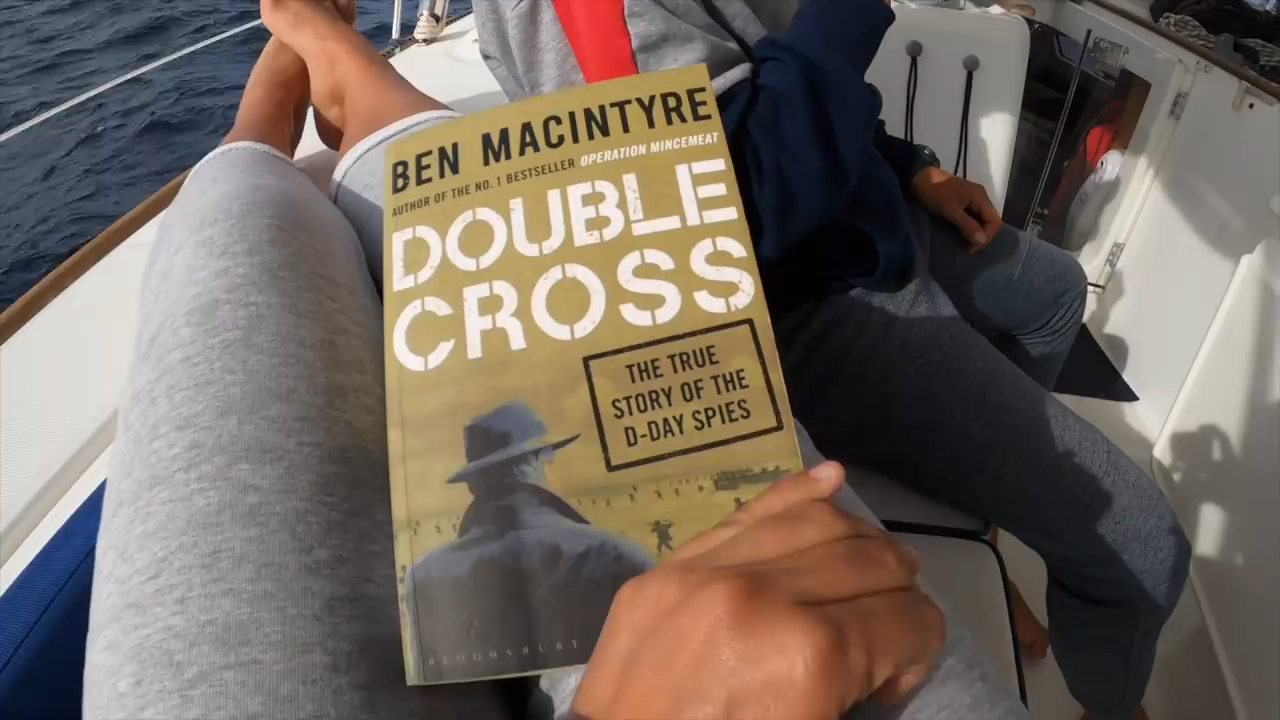 BEN MACINTYRE
AUTHOR OF THE NO. 1 BESTSELLER OPERATION MINCEMEAT
DOUBLE
CROSS
THE TRUE
STORY OF THE
D-DAY SPIES
BLOOMSBURY